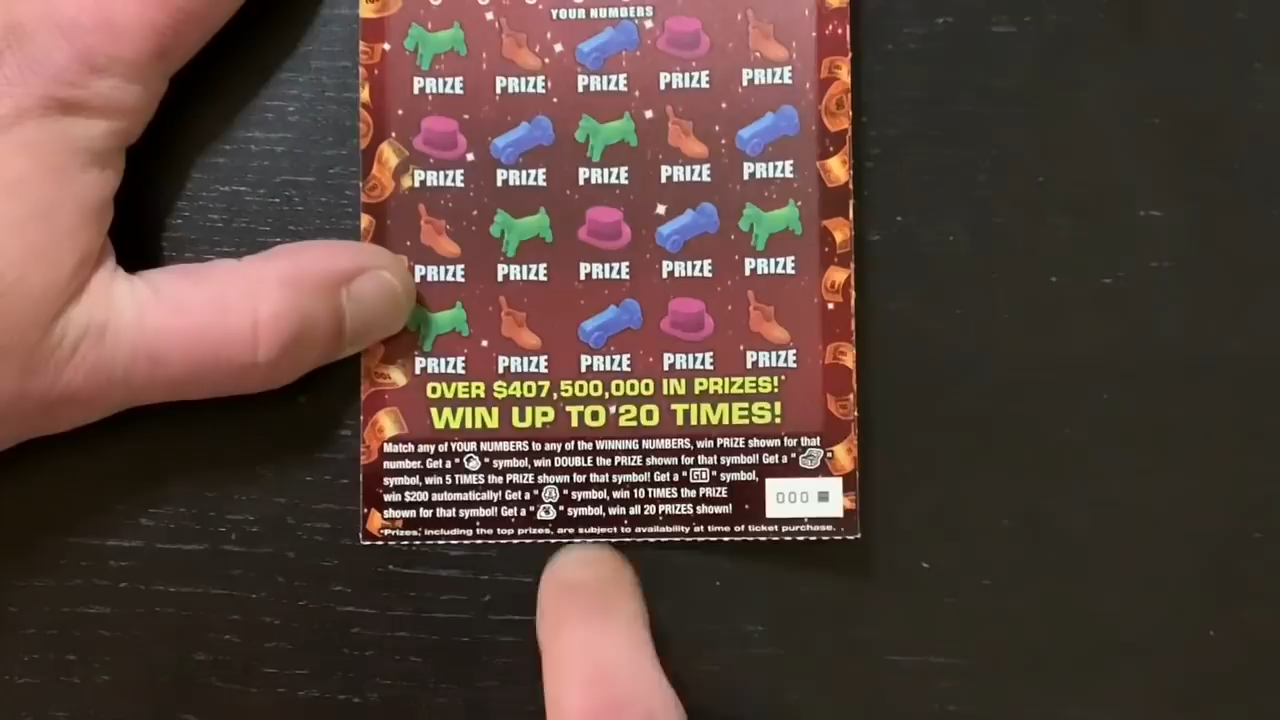 YOUR NUMBERS
PRIZE PRIZE PRIZE PRIZE PRIZE
PRIZE PRIZE PRIZE PRIZE PRIZE
PRIZE PRIZE PRIZE PRIZE PRIZE
PRIZE PRIZE PRIZE PRIZE PRIZE
OVER $407,500,000 IN PRIZES!*
WIN UP TO 20 TIMES!
Match any of YOUR NUMBERS to any of the WINNING NUMBERS, win PRIZE shown for that
number. Get a " " symbol, win DOUBLE the PRIZE shown for that symbol! Get a " "
symbol, win 5 TIMES the PRIZE shown for that symbol! Get a "GO" symbol,
win $200 automatically! Get a " " symbol, win 10 TIMES the PRIZE
shown for that symbol! Get a " " symbol, win all 20 PRIZES shown!
000
*Prizes, including the top prizes, are subject to availability at time of ticket purchase.